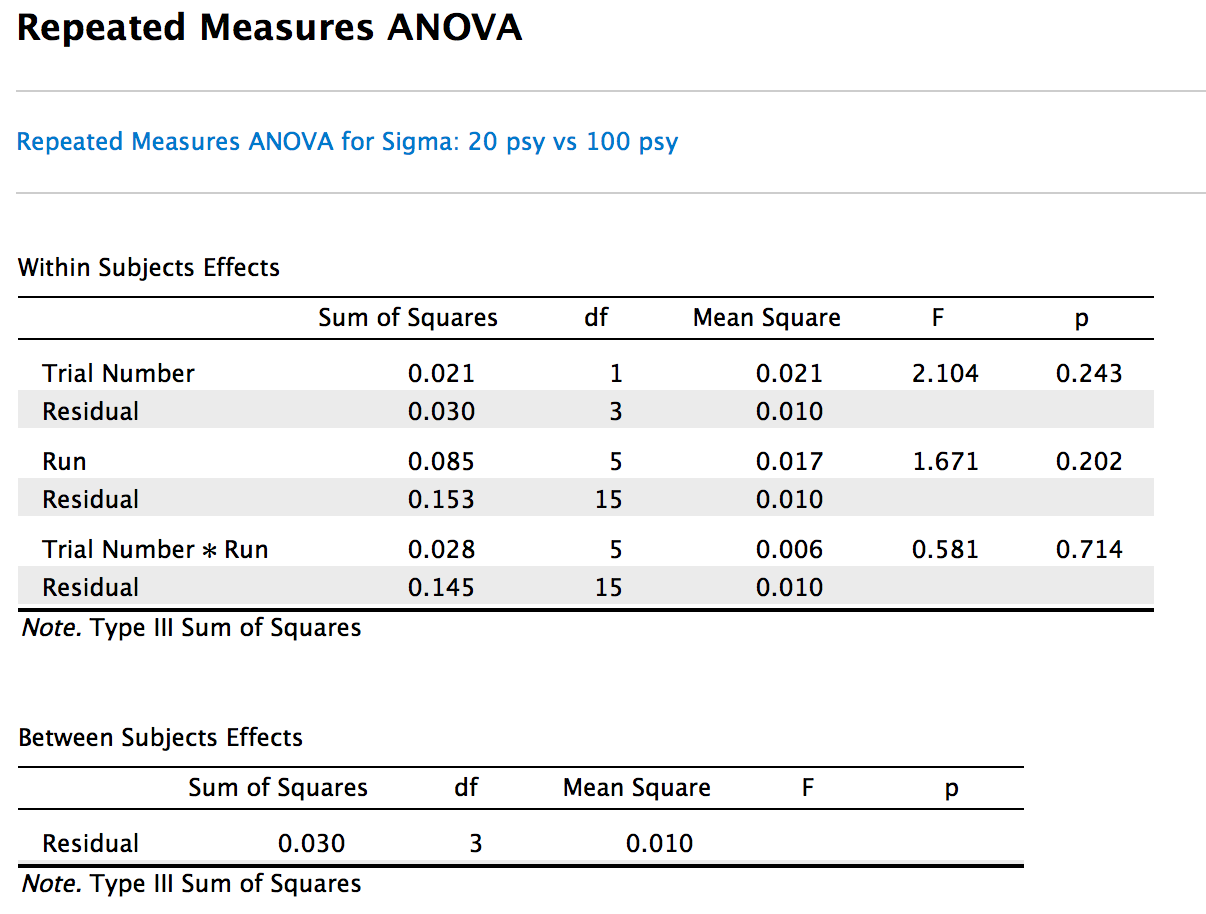 Repeated Measures ANOVA
Repeated Measures ANOVA for Sigma: 20 psy vs 100 psy
Within Subjects Effects
Sum of Squares df Mean Square F p
Trial Number 0.021 1 0.021 2.104 0.243
Residual 0.030 3 0.010
Run 0.085 5 0.017 1.671 0.202
Residual 0.153 15 0.010
Trial Number * Run 0.028 5 0.006 0.581 0.714
Residual 0.145 15 0.010
Note. Type III Sum of Squares
Between Subjects Effects
Sum of Squares df Mean Square F p
Residual 0.030 3 0.010
Note. Type III Sum of Squares